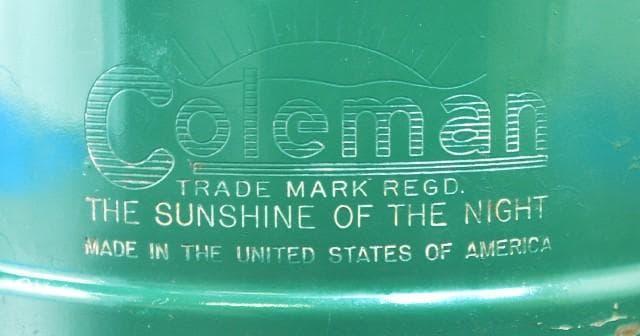 Coleman
TRADE MARK REGD.
THE SUNSHINE OF THE NIGHT
MADE IN THE UNITED STATES OF AMERICA